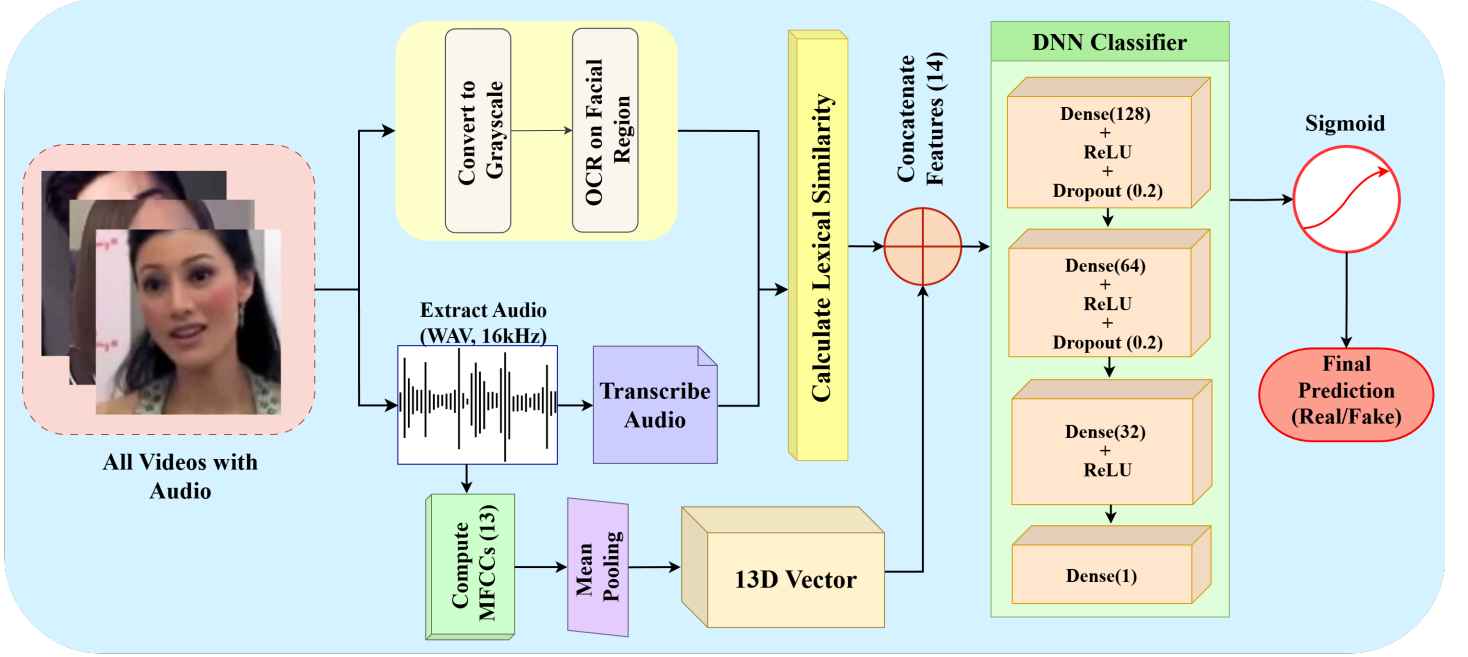 All Videos with
Audio
Convert to
Grayscale
OCR on Facial
Region
Extract Audio
(WAV, 16kHz)
Transcribe
Audio
Compute
MFCCs (13)
Mean
Pooling
13D Vector
Calculate Lexical Similarity
Concatenate
Features (14)
DNN Classifier
Dense(128)
+
ReLU
+
Dropout (0.2)
Dense(64)
+
ReLU
+
Dropout (0.2)
Dense(32)
+
ReLU
Dense(1)
Sigmoid
Final
Prediction
(Real/Fake)